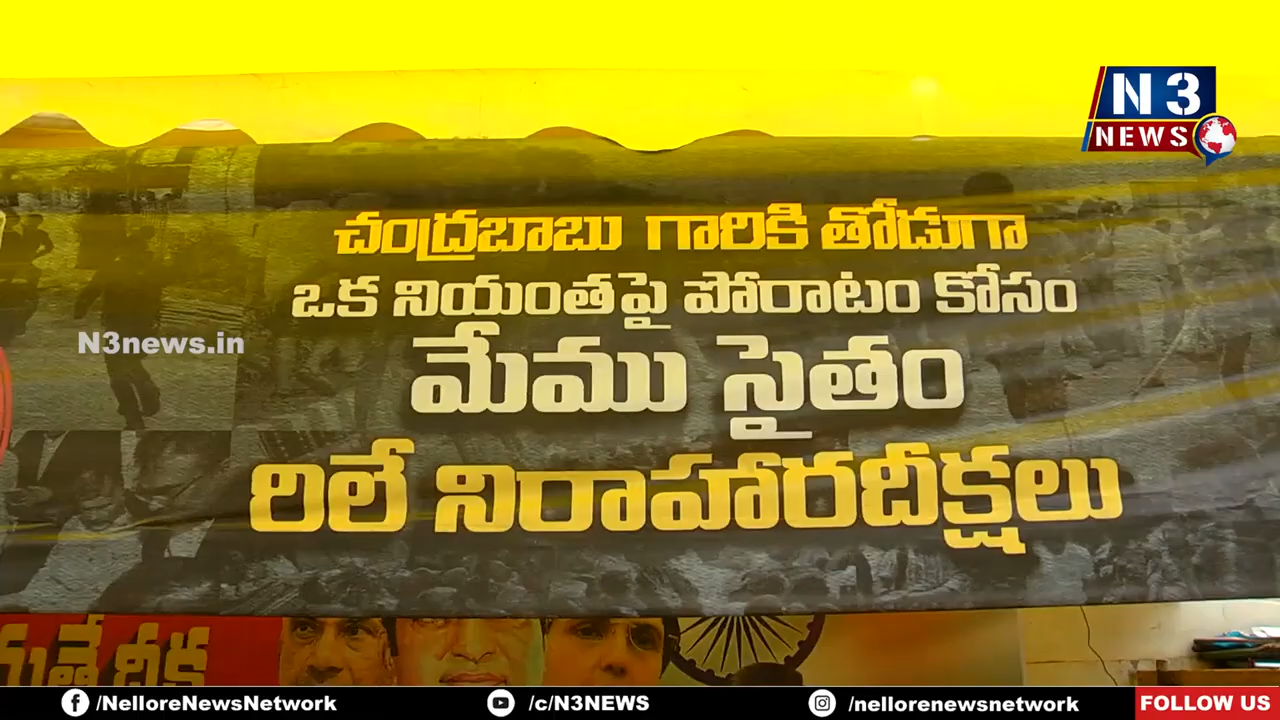 N3
NEWS
చంద్రబాబు గారికి తోడుగా
ఒక నియంతపై పోరాటం కోసం
N3news.in
మేము సైతం
రిలే నిరాహారదీక్షలు
దీక్ష
/NelloreNewsNetwork
/c/N3NEWS
/nellorenewsnetwork
FOLLOW US